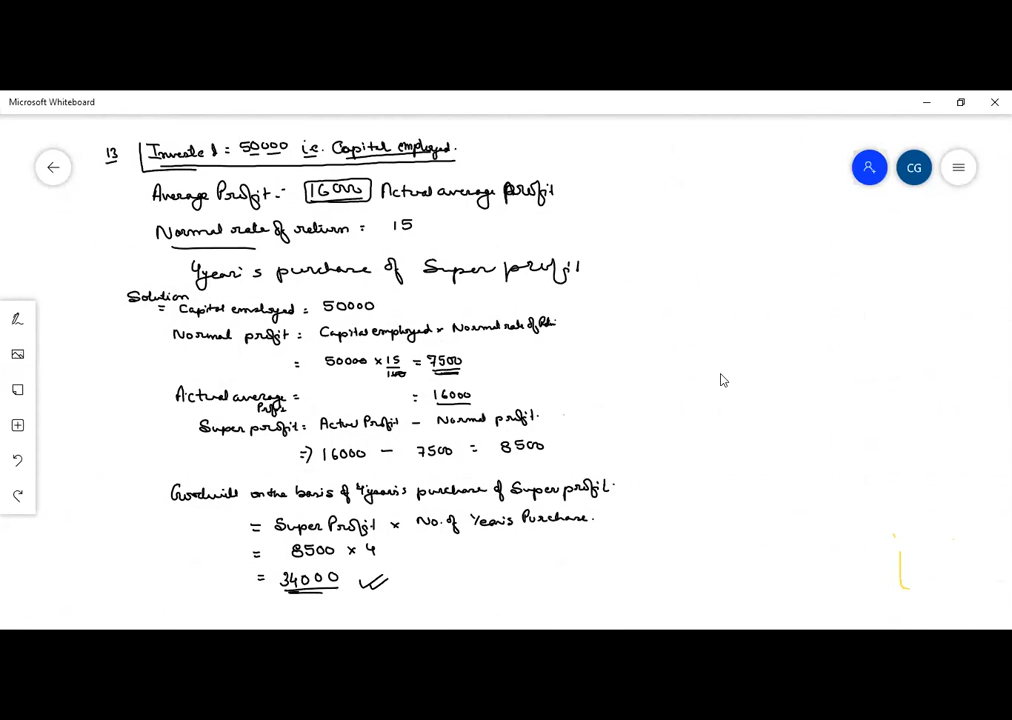 Microsoft Whiteboard
CG
13 Invested = 50000 i.e. Capital employed.
Average Profit :- 16000 Actual average profit
Normal rate of return = 15
4 year's purchase of Super profit
Solution
= Capital employed = 50000
Normal profit = Capital employed × Normal rate of
= 50000 × 15/100 = 7500
Actual average Profit = = 16000
Super profit = Actual Profit – Normal profit.
=> 16000 – 7500 = 8500
Goodwill on the basis of 4 year's purchase of Super profit.
= Super Profit × No. of Year's Purchase.
= 8500 × 4
= 34000